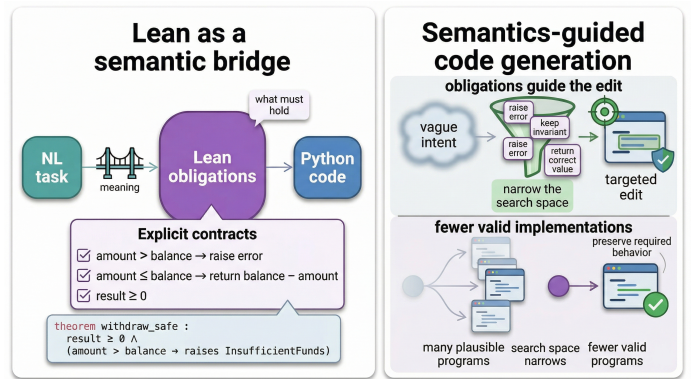 Lean as a
semantic bridge
what must
hold
NL
task
meaning
Lean
obligations
Python
code
Explicit contracts
amount > balance → raise error
amount ≤ balance → return balance − amount
result ≥ 0
theorem withdraw_safe :
result ≥ 0 ∧
(amount > balance → raises InsufficientFunds)
Semantics-guided
code generation
obligations guide the edit
vague
intent
raise
error
keep
invariant
raise
error
return
correct
value
narrow the
search space
targeted
edit
fewer valid implementations
preserve required
behavior
many plausible
programs
search space
narrows
fewer valid
programs